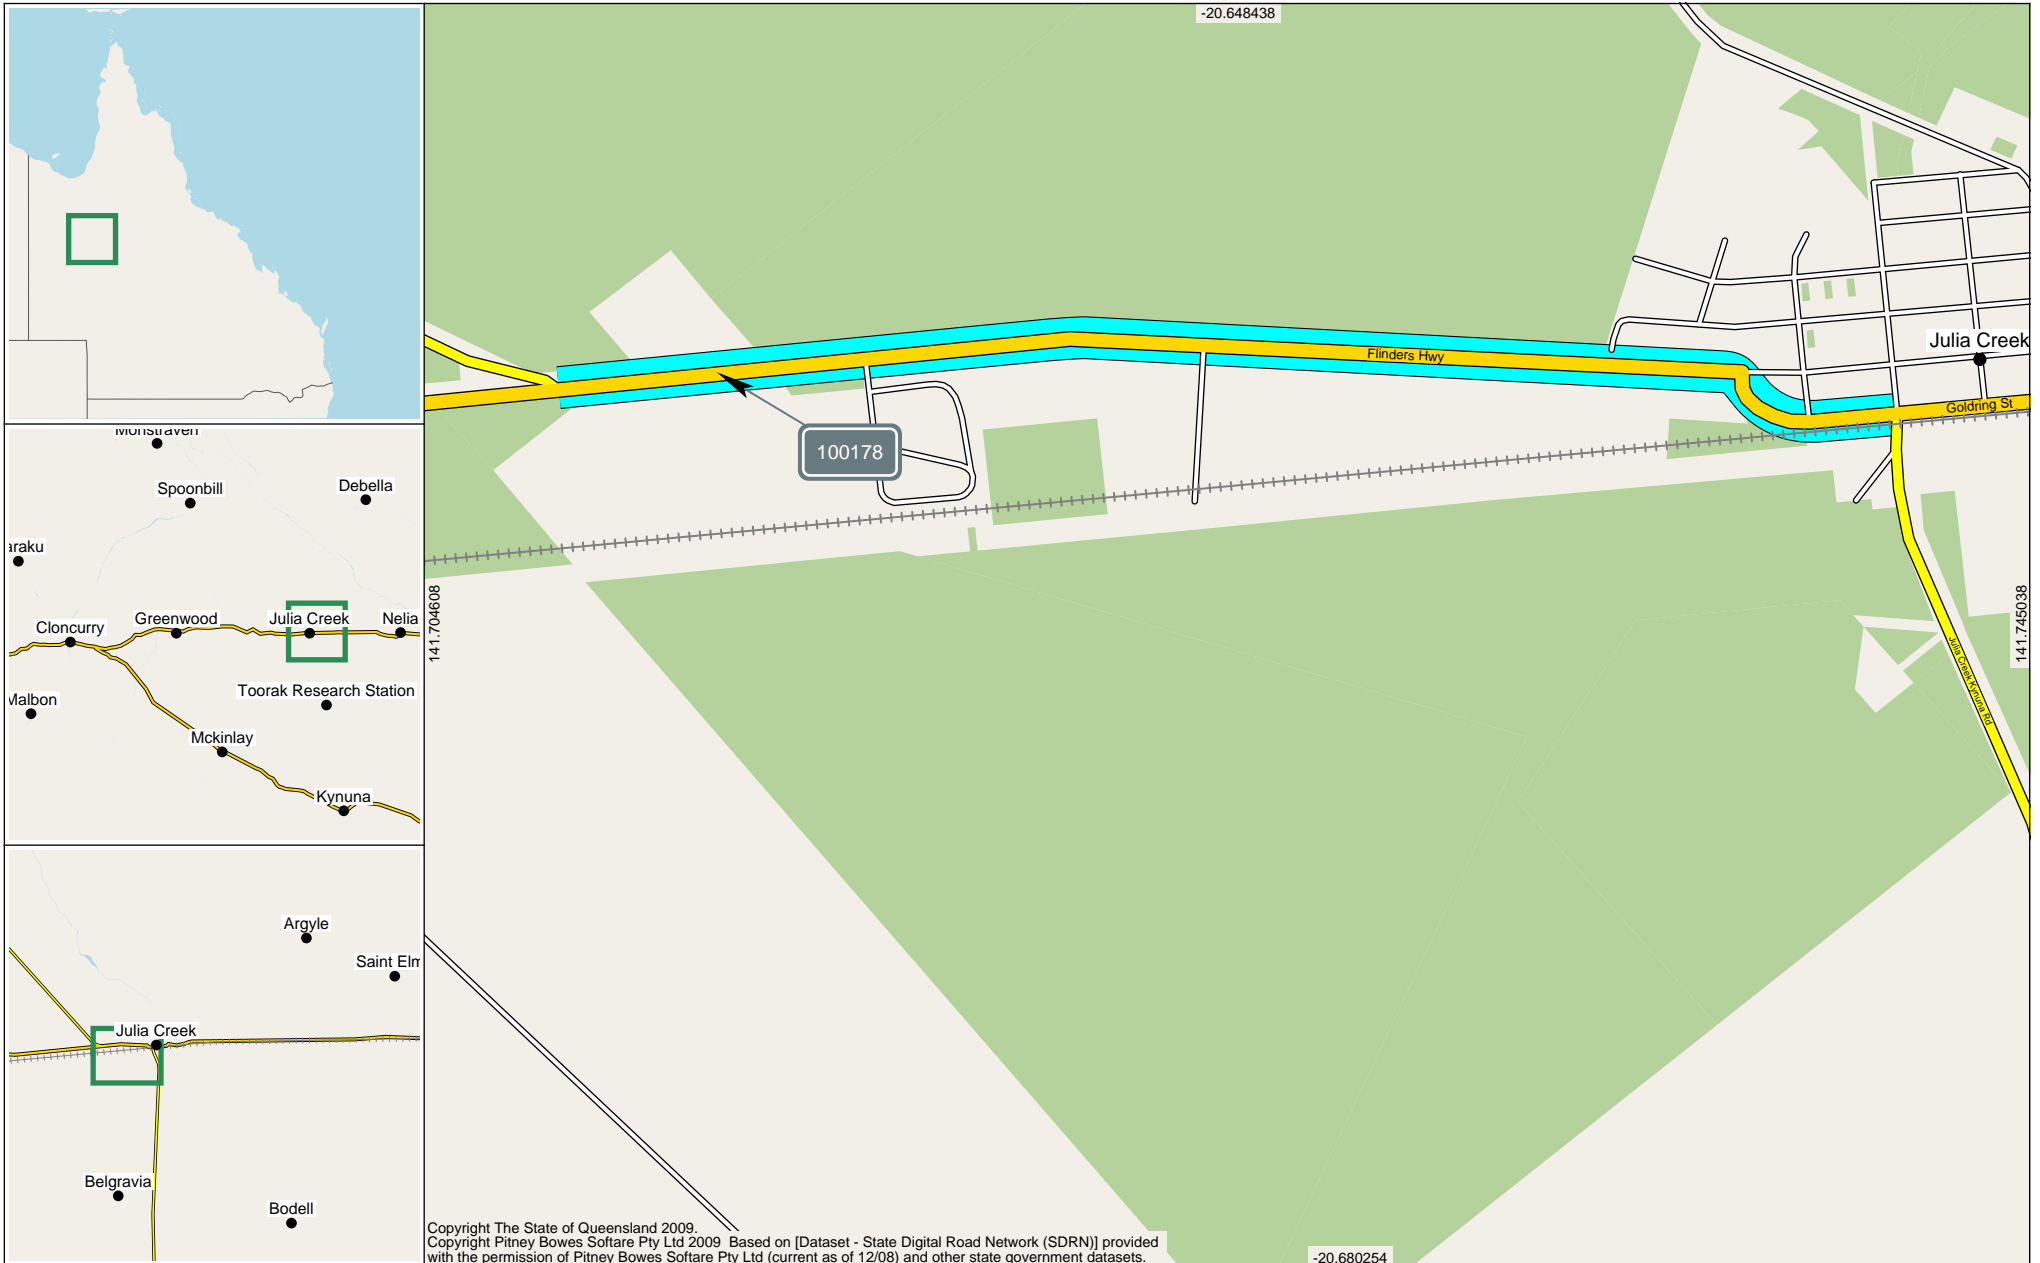 -20.648438
Flinders Hwy
Julia Creek
Goldring St
100178
141.704608
141.745038
Julia Creek Kynuna Rd
Spoonbill
Debella
Cloncurry
Greenwood
Julia Creek
Nelia
Toorak Research Station
Mckinlay
Kynuna
Argyle
Saint Elm
Julia Creek
Belgravia
Bodell
Copyright The State of Queensland 2009.
Copyright Pitney Bowes Softare Pty Ltd 2009 Based on [Dataset - State Digital Road Network (SDRN)] provided
with the permission of Pitney Bowes Softare Pty Ltd (current as of 12/08) and other state government datasets.
-20.680254